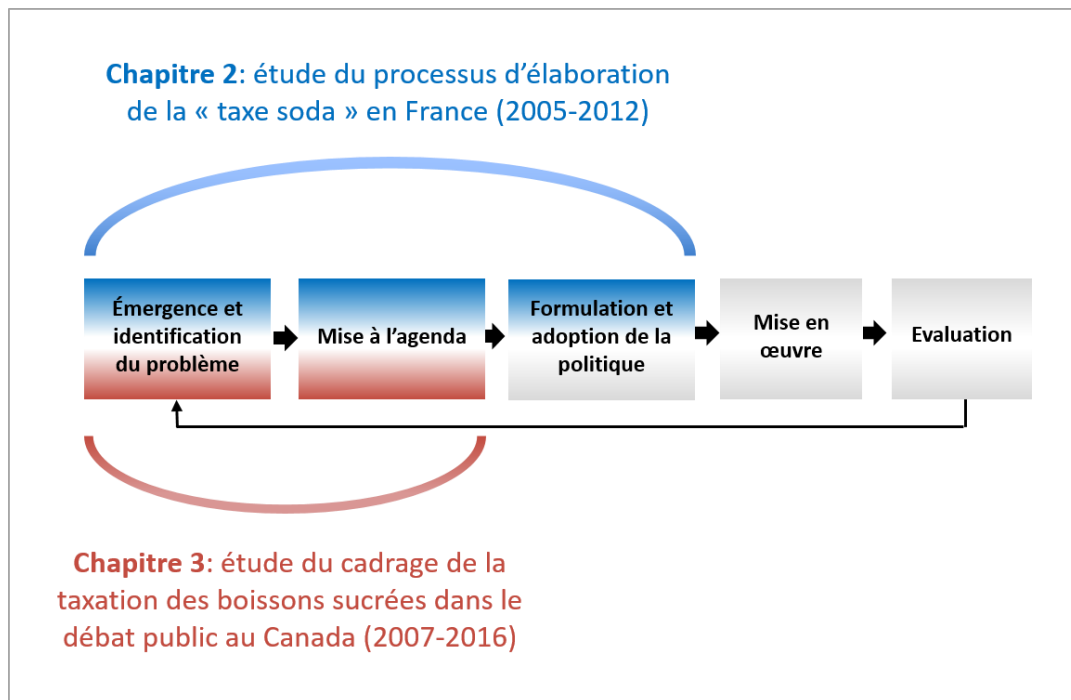 Chapitre 2: étude du processus d’élaboration
de la « taxe soda » en France (2005-2012)
Émergence et
identification
du problème
Mise à l’agenda
Formulation et
adoption de la
politique
Mise en
œuvre
Evaluation
Chapitre 3: étude du cadrage de la
taxation des boissons sucrées dans le
débat public au Canada (2007-2016)